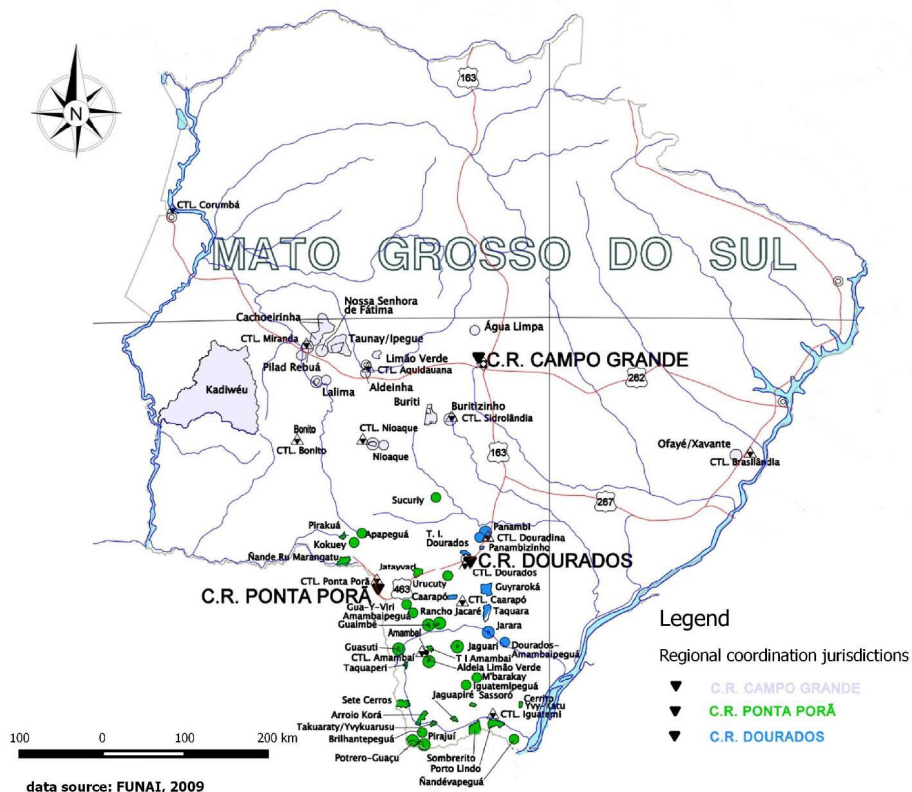 N
163
CTL. Corumbá
MATO GROSSO DO SUL
Nossa Senhora
de Fátima
Cachoeirinha
CTL. Miranda
Taunay/Ipegue
Água Limpa
Limão Verde
CTL. Aquidauana
C.R. CAMPO GRANDE
Pilad Rebuá
Lalima
Aldeinha
262
Kadiwéu
Buriti
Buritizinho
CTL. Sidrolândia
Bonito
CTL. Bonito
CTL. Nioaque
Nioaque
163
Ofayé/Xavante
CTL. Brasilândia
267
Sucuriy
Pirakuá
Apapeguá
Kokuey
Ñande Ru Marangatu
T. I.
Dourados
Panambi
CTL. Douradina
Panambizinho
Jatayvari
C.R. DOURADOS
CTL. Dourados
CTL. Ponta Porã
C.R. PONTA PORÃ
463
Urucuty
Guyraroká
Caarapó
CTL. Caarapó
Gua-Y-Viri
Amambaipeguá
Rancho Jacaré
Taquara
Guaimbé
Amambai
Jarara
Dourados-
Amambaipeguá
Guasuti
Jaguari
CTL. Amambai
T I Amambai
Aldeia Limão Verde
Taquaperi
M'barakay
Iguatemipeguá
Sete Cerros
Jaguapiré
Sassoró
Cerrito
Yvy-Katu
CTL. Iguatemi
Arroio Korá
Takuaraty/Yvykuarusu
Pirajuí
Brilhantepeguá
Potrero-Guaçu
Sombrerito
Porto Lindo
Ñandévapeguá
Legend
Regional coordination jurisdictions
C.R. CAMPO GRANDE
C.R. PONTA PORÃ
C.R. DOURADOS
100 0 100 200 km
data source: FUNAI, 2009